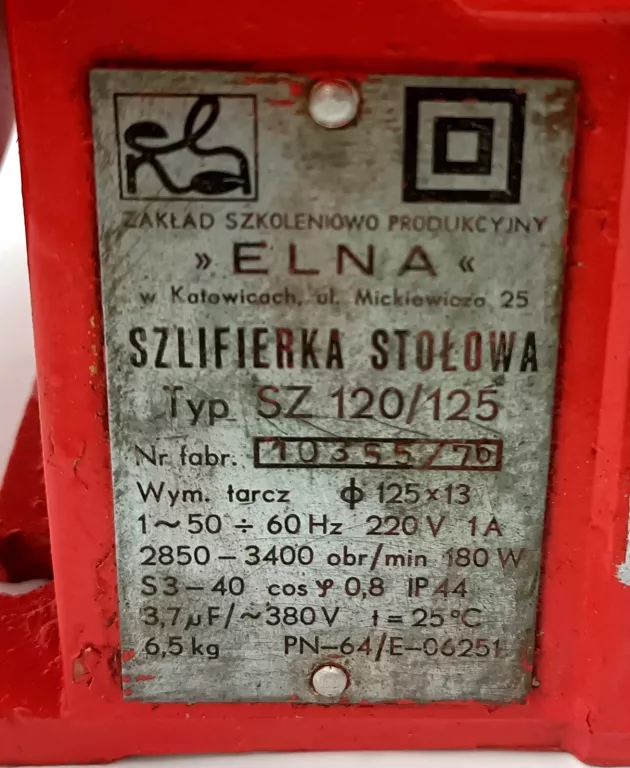 ZAKŁAD SZKOLENIOWO PRODUKCYJNY
» ELNA «
w Katowicach, ul. Mickiewicza 25
SZLIFIERKA STOŁOWA
Typ SZ 120/125
Nr fabr. 10355/76
Wym. tarcz ϕ 125×13
1~50 ÷ 60 Hz 220 V 1A
2850 – 3400 obr/min 180 W
S3 – 40 cos φ 0,8 IP 44
3,7 µF/~380 V t = 25 °C
6,5 kg PN–64/E–06251